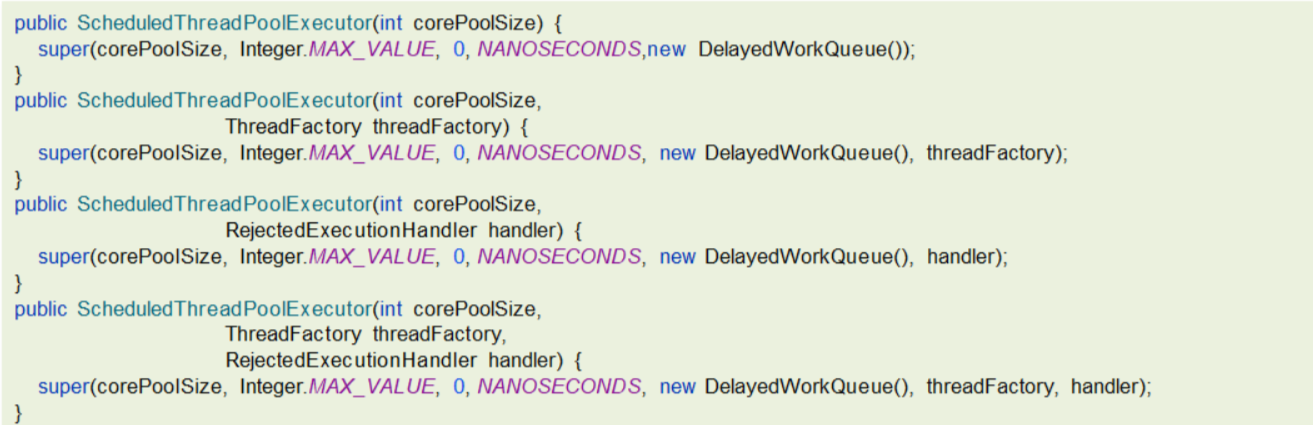 public ScheduledThreadPoolExecutor(int corePoolSize) {
super(corePoolSize, Integer.MAX_VALUE, 0, NANOSECONDS,new DelayedWorkQueue());
}
public ScheduledThreadPoolExecutor(int corePoolSize,
ThreadFactory threadFactory) {
super(corePoolSize, Integer.MAX_VALUE, 0, NANOSECONDS, new DelayedWorkQueue(), threadFactory);
}
public ScheduledThreadPoolExecutor(int corePoolSize,
RejectedExecutionHandler handler) {
super(corePoolSize, Integer.MAX_VALUE, 0, NANOSECONDS, new DelayedWorkQueue(), handler);
}
public ScheduledThreadPoolExecutor(int corePoolSize,
ThreadFactory threadFactory,
RejectedExecutionHandler handler) {
super(corePoolSize, Integer.MAX_VALUE, 0, NANOSECONDS, new DelayedWorkQueue(), threadFactory, handler);
}